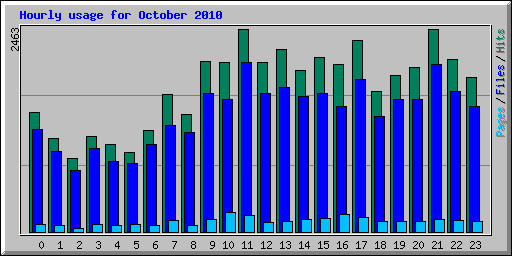 Hourly usage for October 2010
2463
Pages/Files/Hits
0 1 2 3 4 5 6 7 8 9 10 11 12 13 14 15 16 17 18 19 20 21 22 23